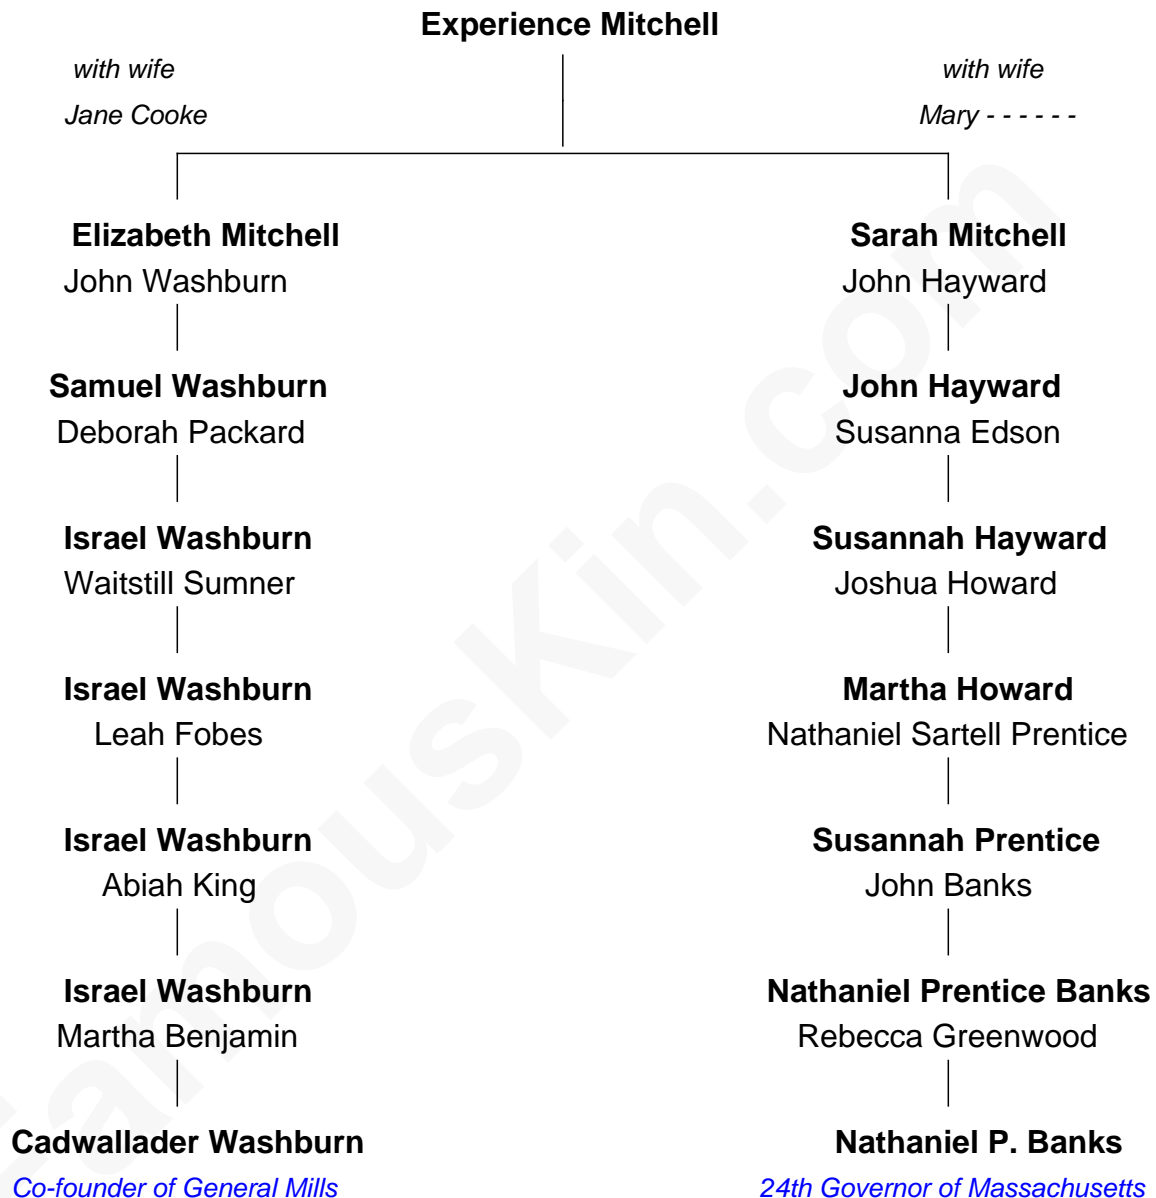 Experience Mitchell
with wife
Jane Cooke
with wife
Mary - - - - - -
Elizabeth Mitchell
John Washburn
Sarah Mitchell
John Hayward
Samuel Washburn
Deborah Packard
John Hayward
Susanna Edson
Israel Washburn
Waitstill Sumner
Susannah Hayward
Joshua Howard
Israel Washburn
Leah Fobes
Martha Howard
Nathaniel Sartell Prentice
Israel Washburn
Abiah King
Susannah Prentice
John Banks
Israel Washburn
Martha Benjamin
Nathaniel Prentice Banks
Rebecca Greenwood
Cadwallader Washburn
Co-founder of General Mills
Nathaniel P. Banks
24th Governor of Massachusetts
FamousKin.com